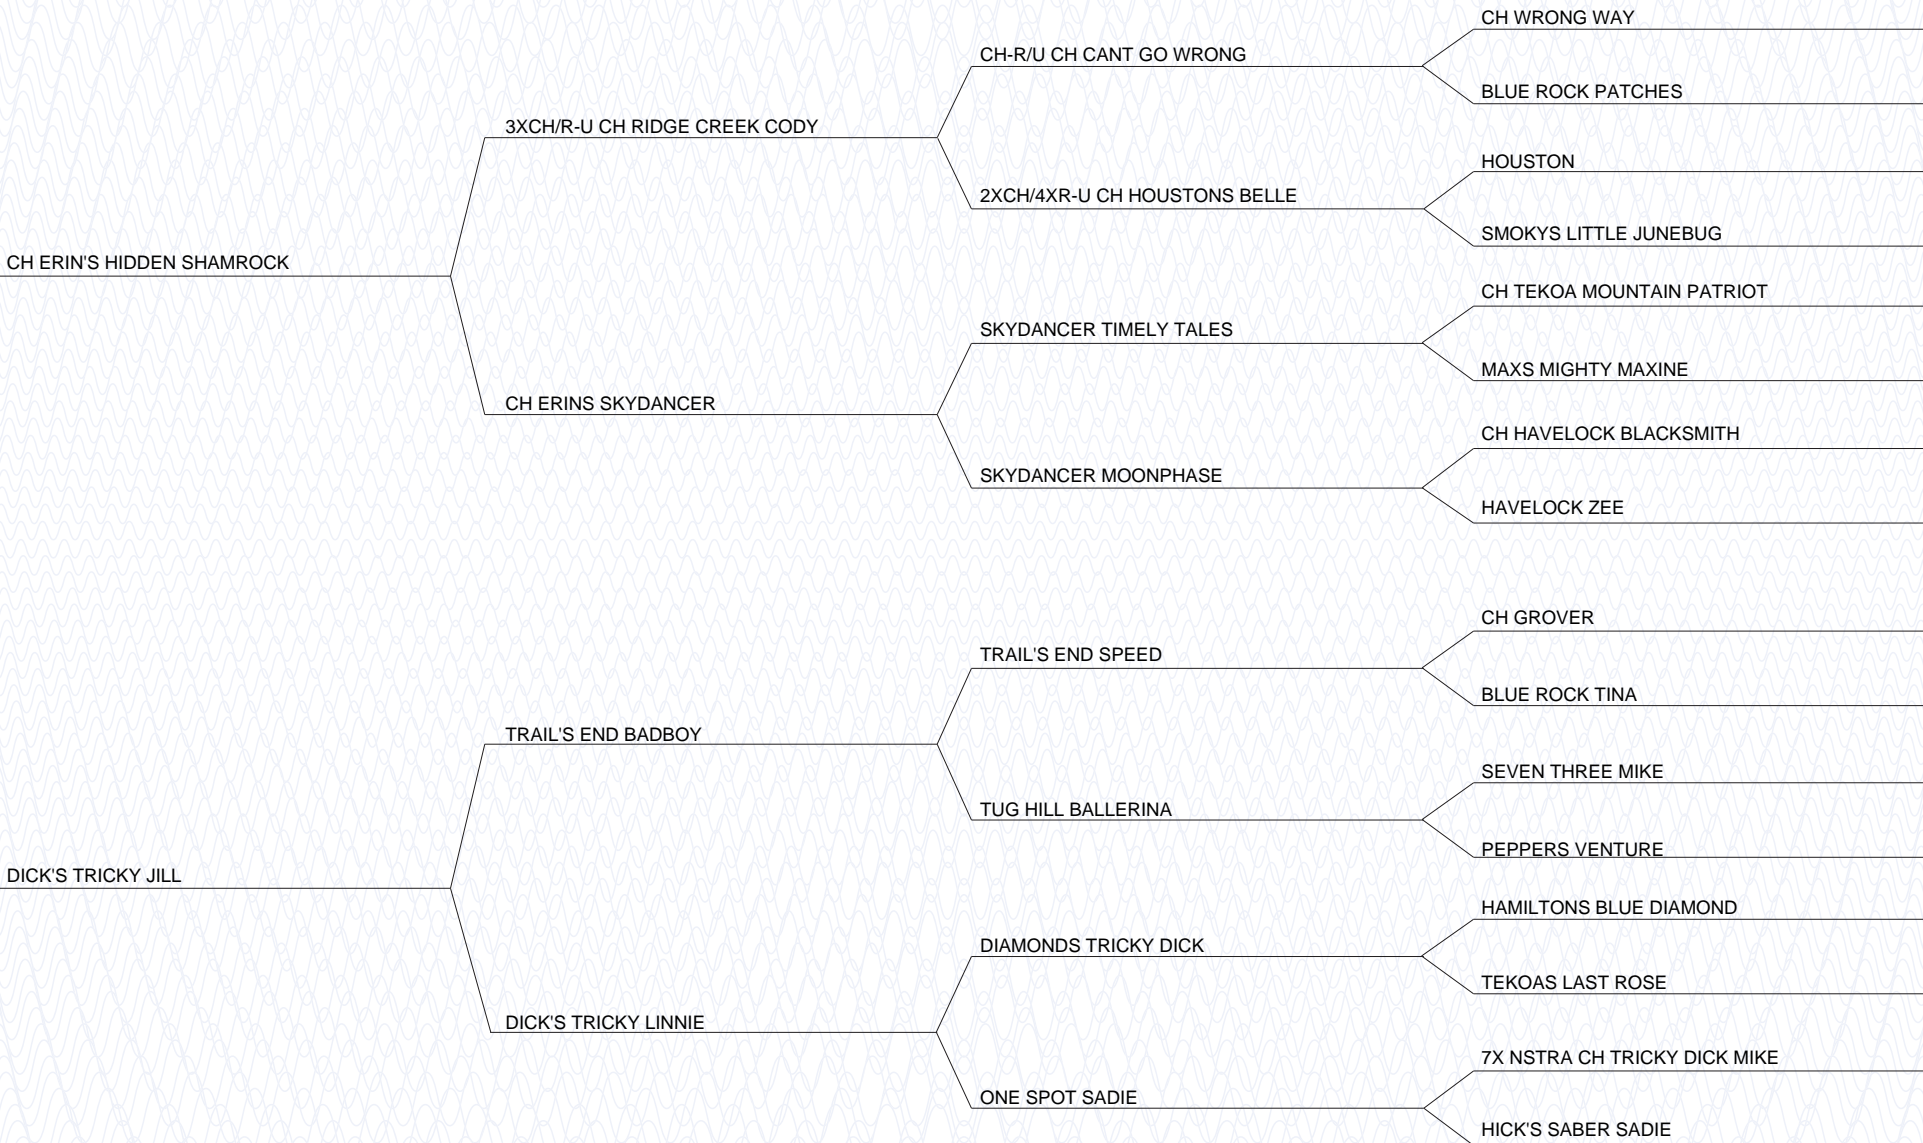 CH WRONG WAY
CH-R/U CH CANT GO WRONG
BLUE ROCK PATCHES
3XCH/R-U CH RIDGE CREEK CODY
HOUSTON
2XCH/4XR-U CH HOUSTONS BELLE
SMOKYS LITTLE JUNEBUG
CH ERIN'S HIDDEN SHAMROCK
CH TEKOA MOUNTAIN PATRIOT
SKYDANCER TIMELY TALES
MAXS MIGHTY MAXINE
CH ERINS SKYDANCER
CH HAVELOCK BLACKSMITH
SKYDANCER MOONPHASE
HAVELOCK ZEE
CH GROVER
TRAIL'S END SPEED
BLUE ROCK TINA
TRAIL'S END BADBOY
SEVEN THREE MIKE
TUG HILL BALLERINA
PEPPERS VENTURE
DICK'S TRICKY JILL
HAMILTONS BLUE DIAMOND
DIAMONDS TRICKY DICK
TEKOAS LAST ROSE
DICK'S TRICKY LINNIE
7X NSTRA CH TRICKY DICK MIKE
ONE SPOT SADIE
HICK'S SABER SADIE